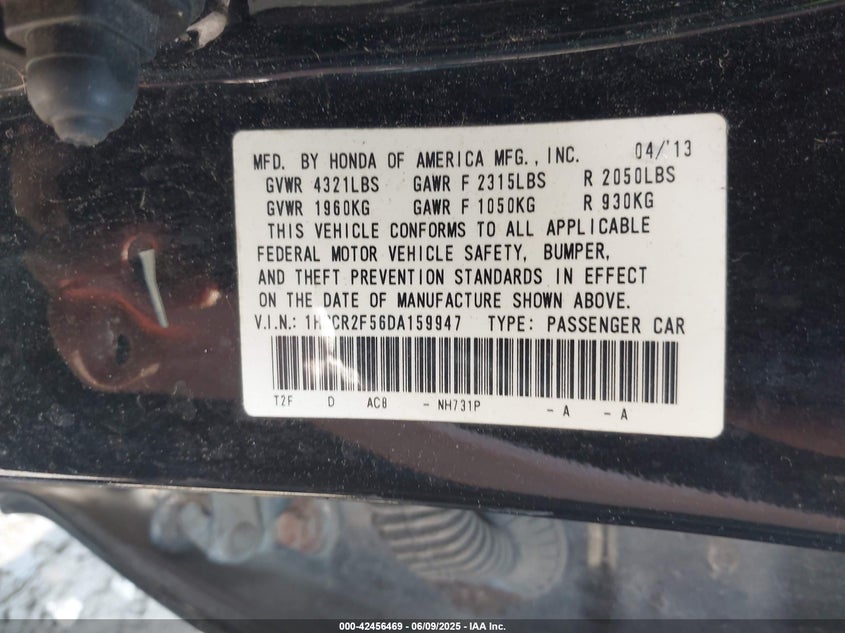 MFD. BY HONDA OF AMERICA MFG., INC. 04/'13
GVWR 4321LBS GAWR F 2315LBS R 2050LBS
GVWR 1960KG GAWR F 1050KG R 930KG
THIS VEHICLE CONFORMS TO ALL APPLICABLE
FEDERAL MOTOR VEHICLE SAFETY, BUMPER,
AND THEFT PREVENTION STANDARDS IN EFFECT
ON THE DATE OF MANUFACTURE SHOWN ABOVE.
V.I.N.: 1HGCR2F56DA159947 TYPE: PASSENGER CAR
T2F D AC8 - NH731P - A - A
000-42456469 | 06/09/2025 | IAA Inc.